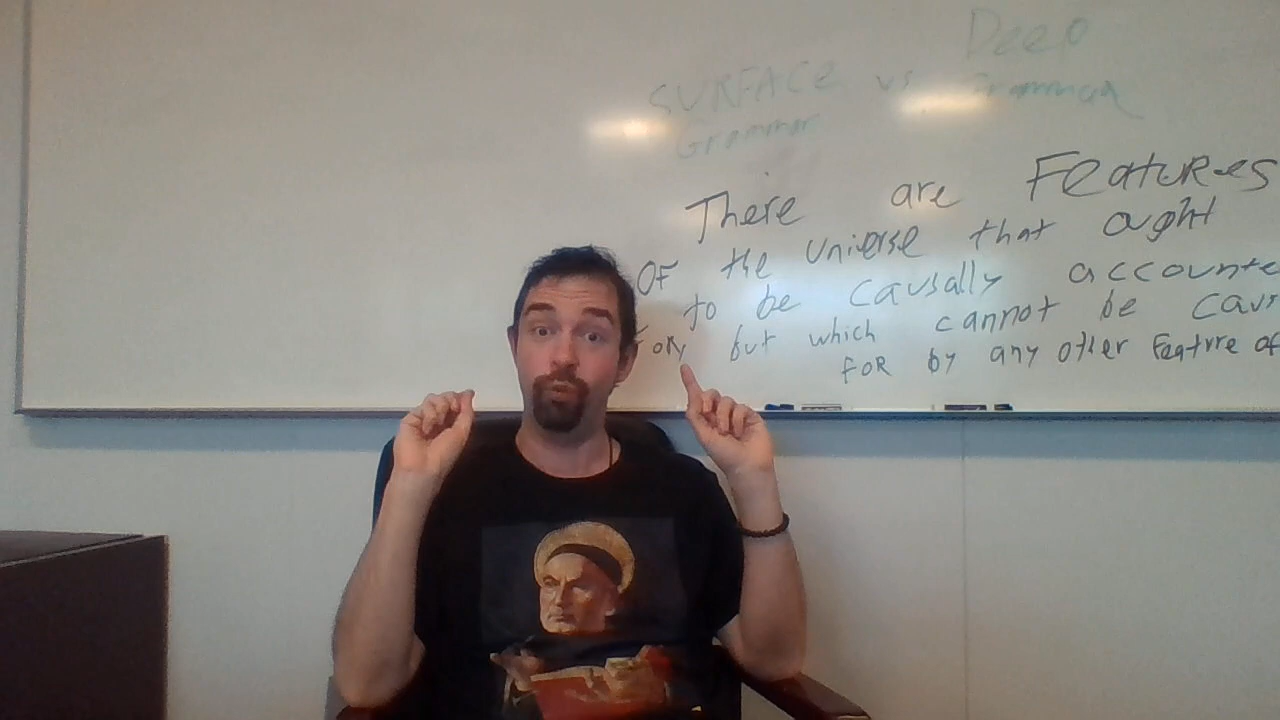 Deep
SURFACE vs Grammar
Grammar
There are FEATURES
OF the Universe that ought
to be causally accounte
FOR, but which cannot be caus
FOR by any other Feature of